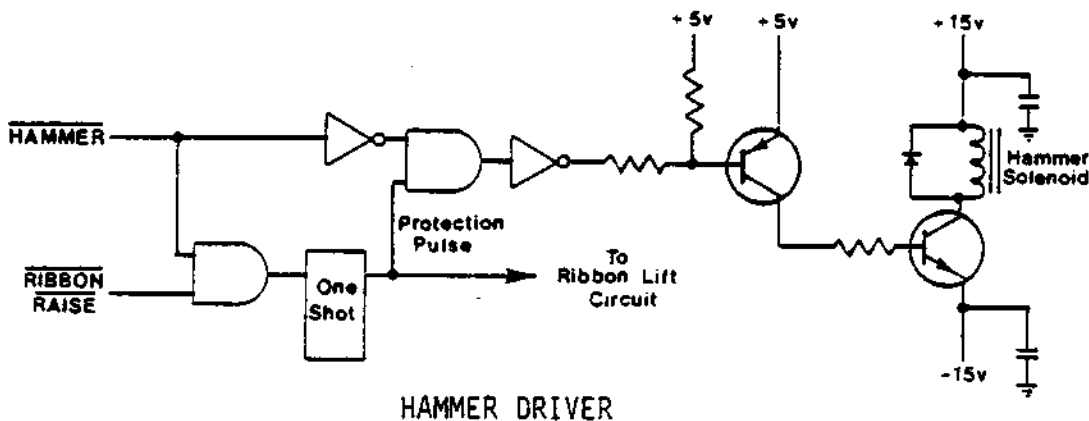 +5v
+5v
+15v
HAMMER
Hammer
Solenoid
Protection
Pulse
RIBBON
RAISE
One
Shot
To
Ribbon Lift
Circuit
-15v
HAMMER DRIVER